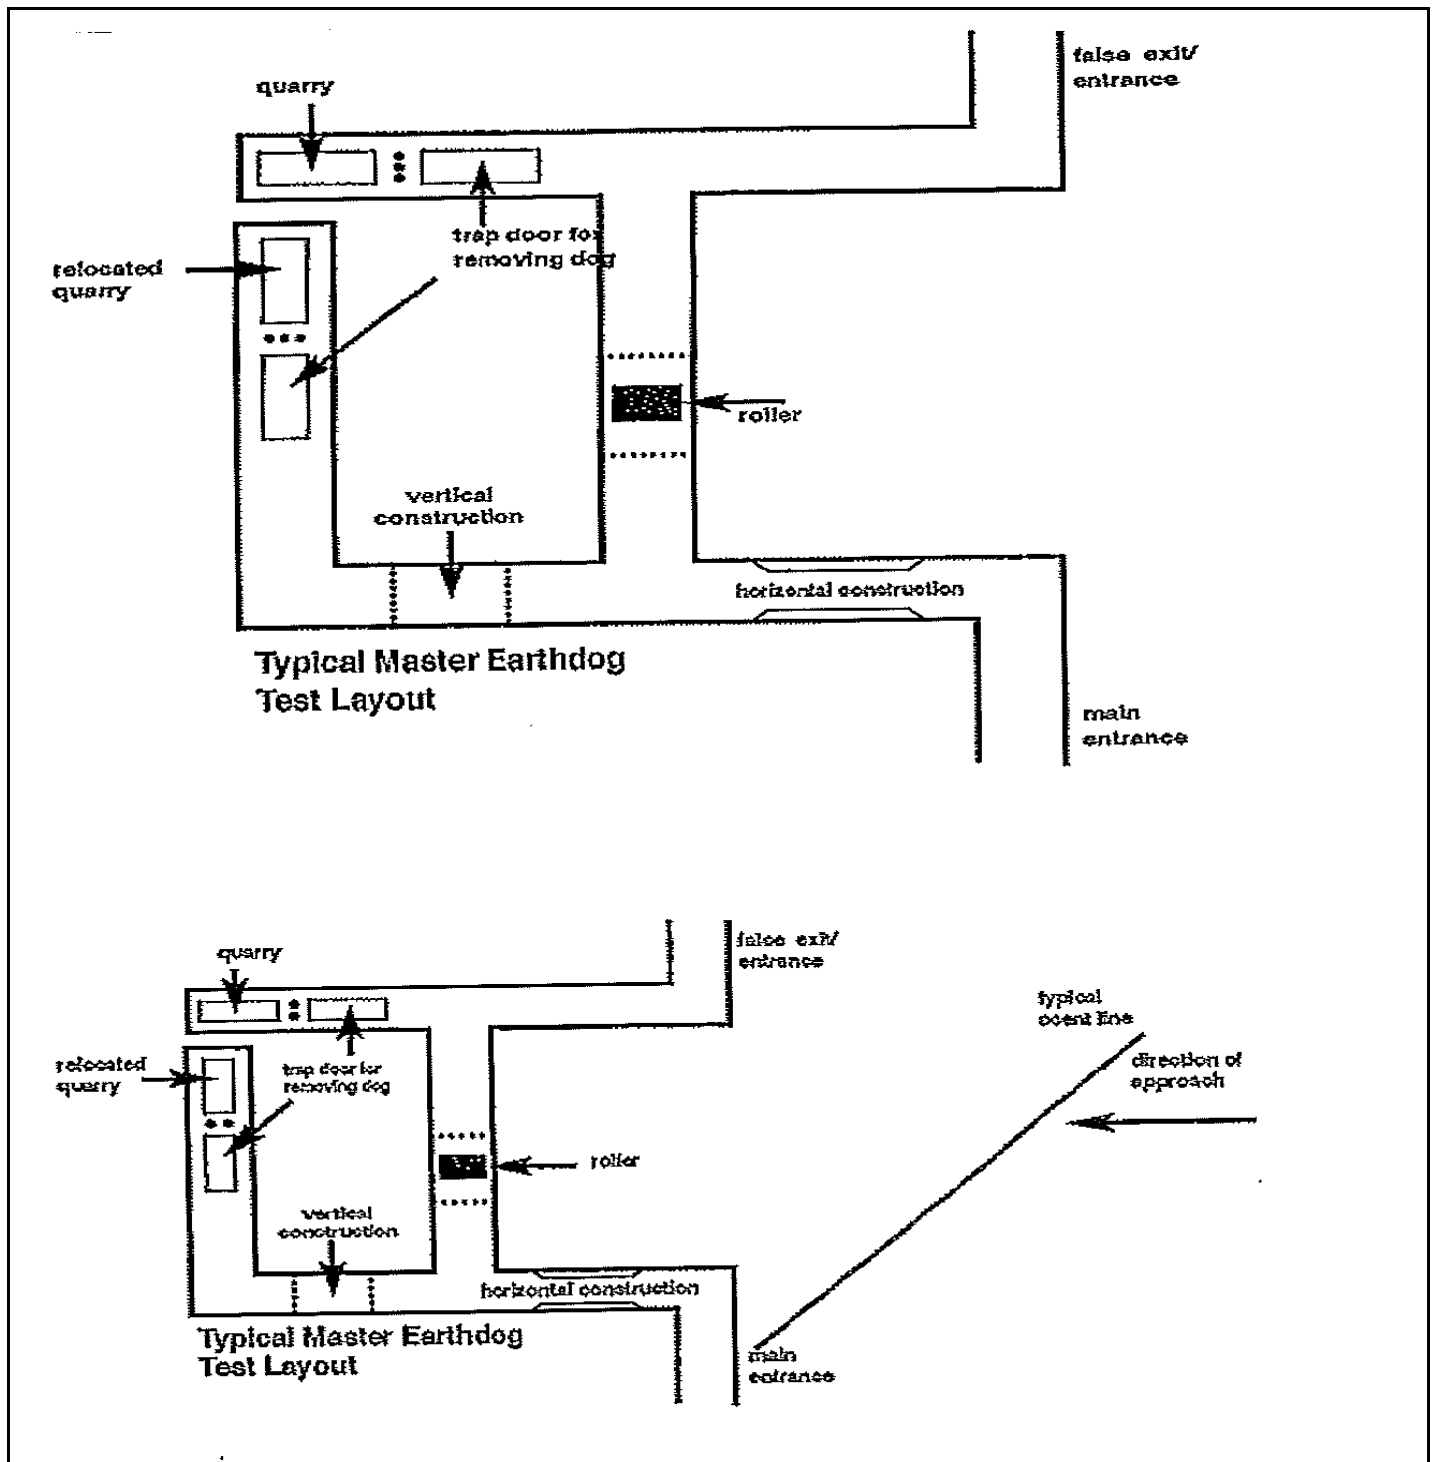 false exit/
entrance
quarry
trap door for
removing dog
relocated
quarry
roller
vertical
construction
horizontal construction
Typical Master Earthdog
Test Layout
main
entrance
quarry
false exit/
entrance
typical
scent line
direction of
approach
relocated
quarry
trap door for
removing dog
roller
vertical
construction
horizontal construction
Typical Master Earthdog
Test Layout
main
entrance